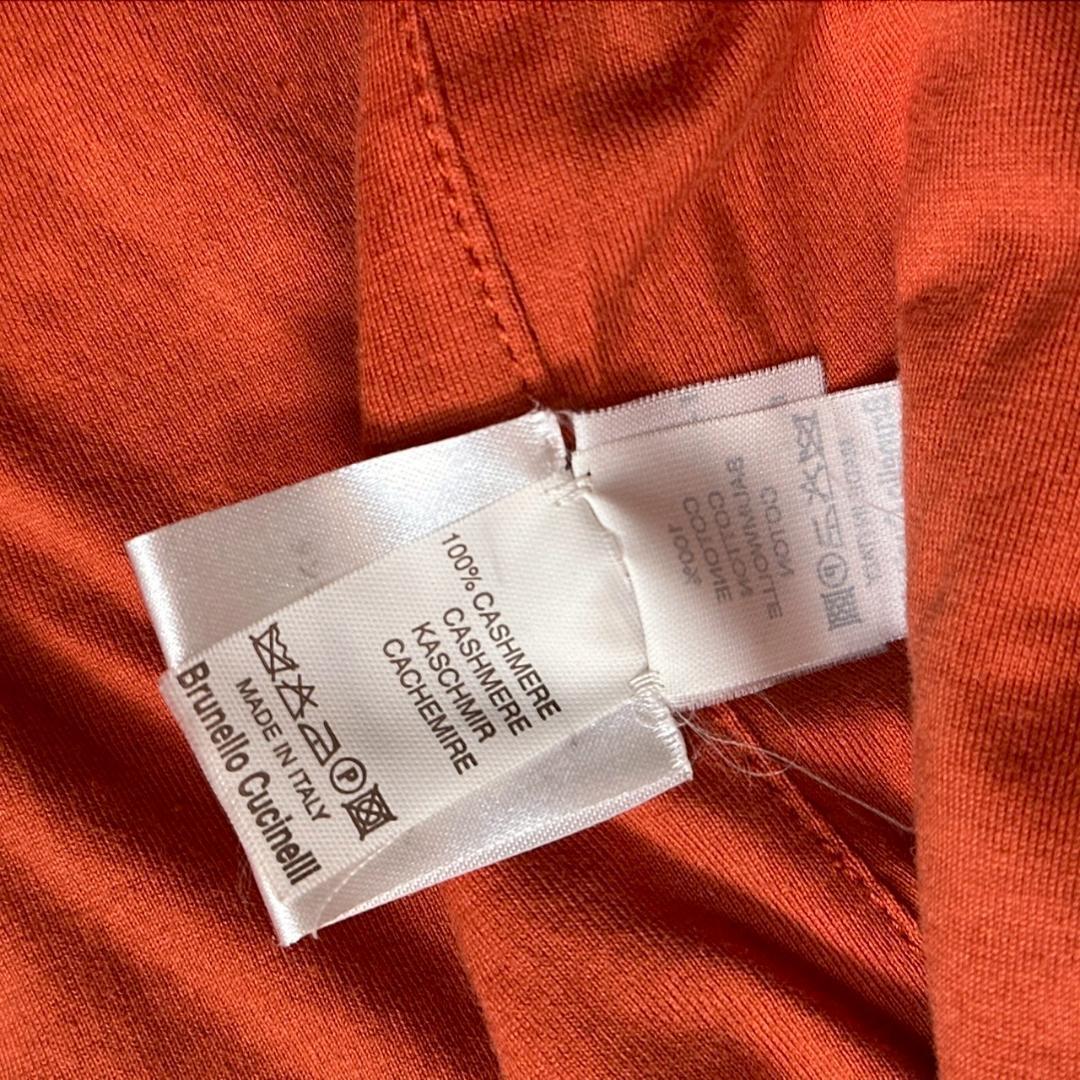 100% CASHMERE
CASHMERE
KASCHMIR
CACHEMIRE
MADE IN ITALY
Brunello Cucinelli
100%
COTONE
COTTON
BAUMWOLLE
COTON